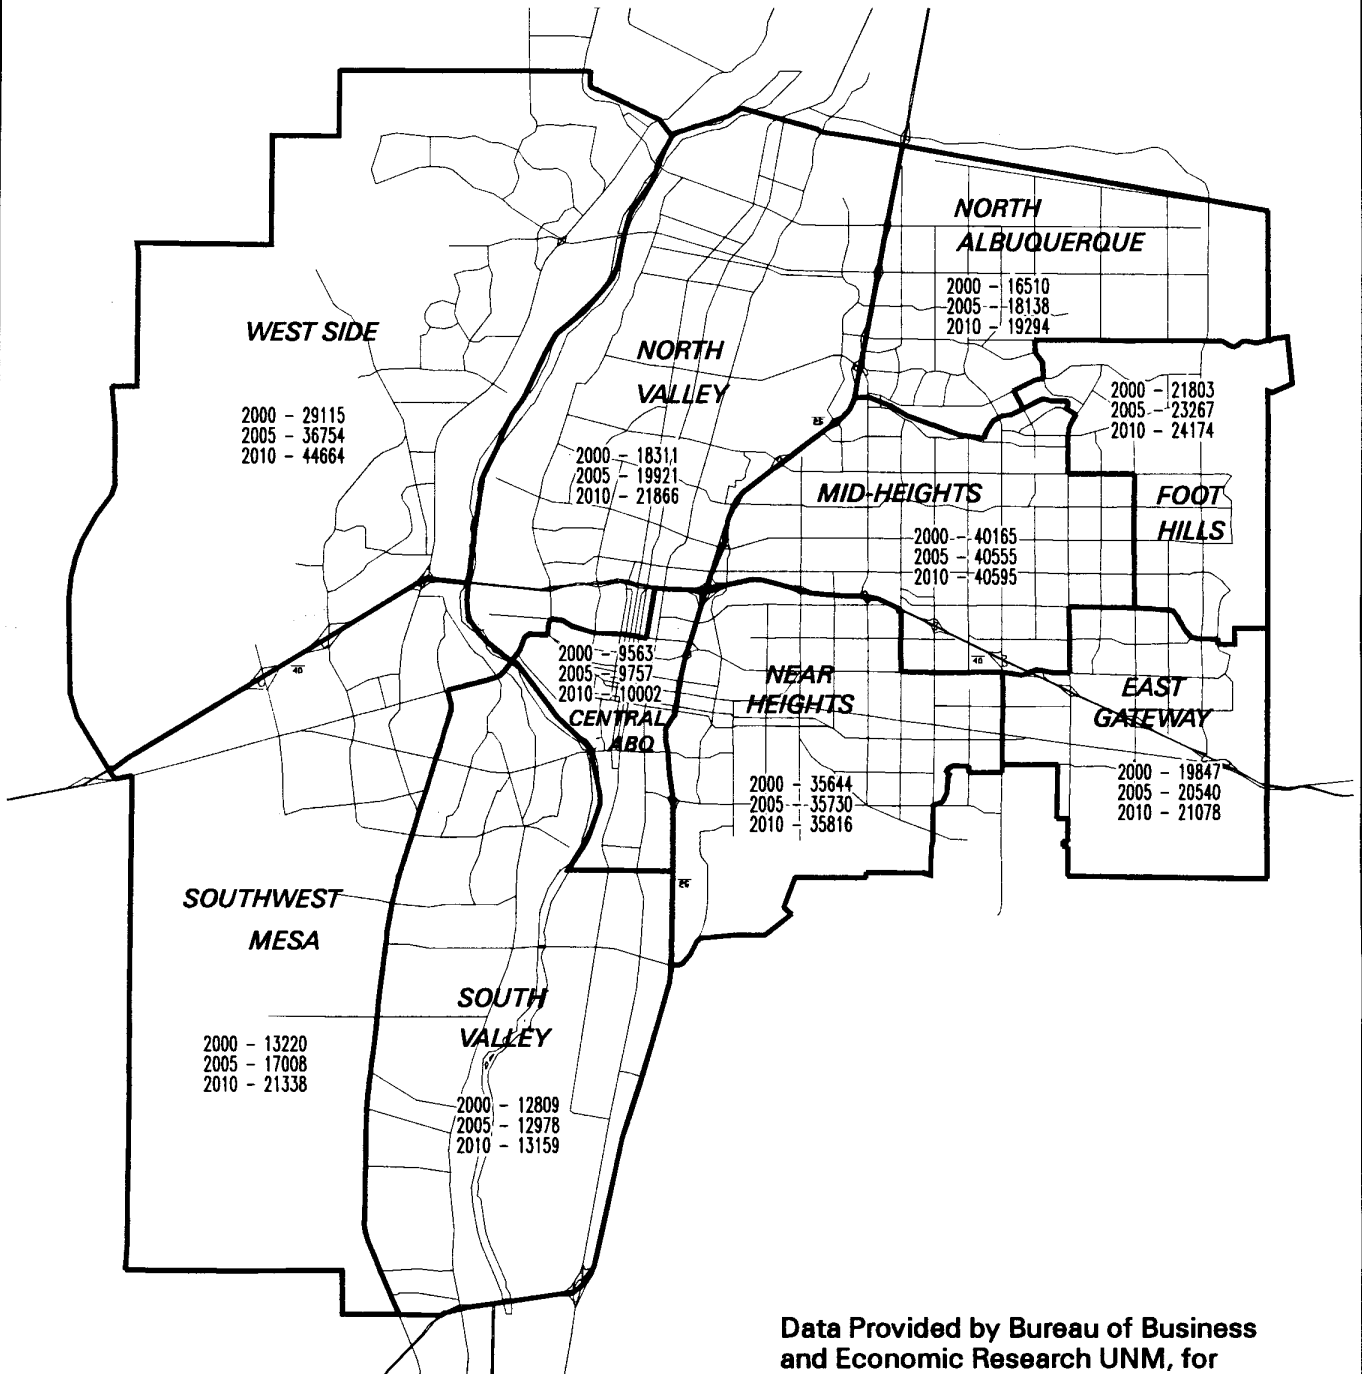 NORTH
ALBUQUERQUE
2000 - 16510
2005 - 18138
2010 - 19294
WEST SIDE
2000 - 29115
2005 - 36754
2010 - 44664
NORTH
VALLEY
2000 - 18311
2005 - 19921
2010 - 21866
2000 - 21803
2005 - 23267
2010 - 24174
FOOT
HILLS
MID-HEIGHTS
2000 - 40165
2005 - 40555
2010 - 40595
2000 - 9563
2005 - 9757
2010 - 10002
CENTRAL
ABQ
NEAR
HEIGHTS
2000 - 35644
2005 - 35730
2010 - 35816
EAST
GATEWAY
2000 - 19847
2005 - 20540
2010 - 21078
40
40
25
25
SOUTHWEST
MESA
2000 - 13220
2005 - 17008
2010 - 21338
SOUTH
VALLEY
2000 - 12809
2005 - 12978
2010 - 13159
Data Provided by Bureau of Business
and Economic Research UNM, for